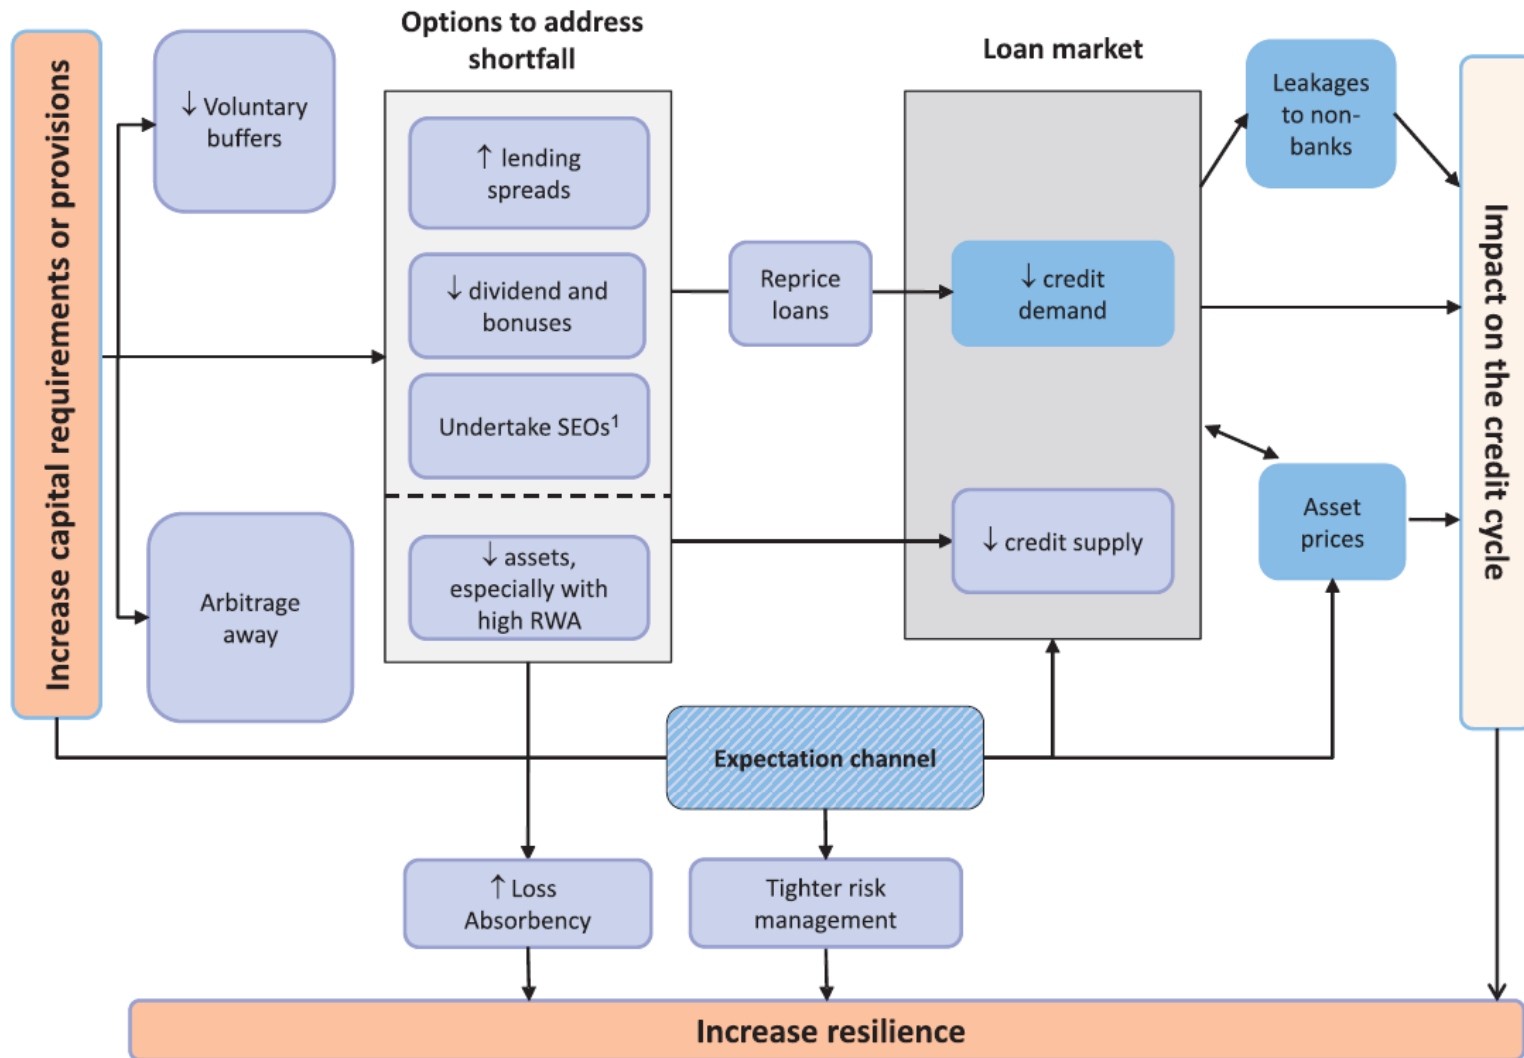 Increase capital requirements or provisions
↓ Voluntary
buffers
Arbitrage
away
Options to address
shortfall
↑ lending
spreads
↓ dividend and
bonuses
Undertake SEOs¹
↓ assets,
especially with
high RWA
Reprice
loans
Loan market
↓ credit
demand
↓ credit supply
Leakages
to non-
banks
Asset
prices
Impact on the credit cycle
Expectation channel
↑ Loss
Absorbency
Tighter risk
management
Increase resilience